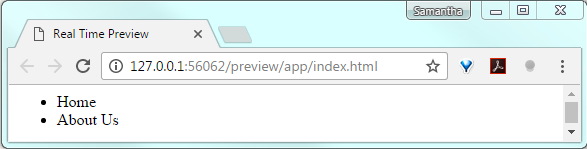 Samantha
Real Time Preview
127.0.0.1:56062/preview/app/index.html
Home
About Us